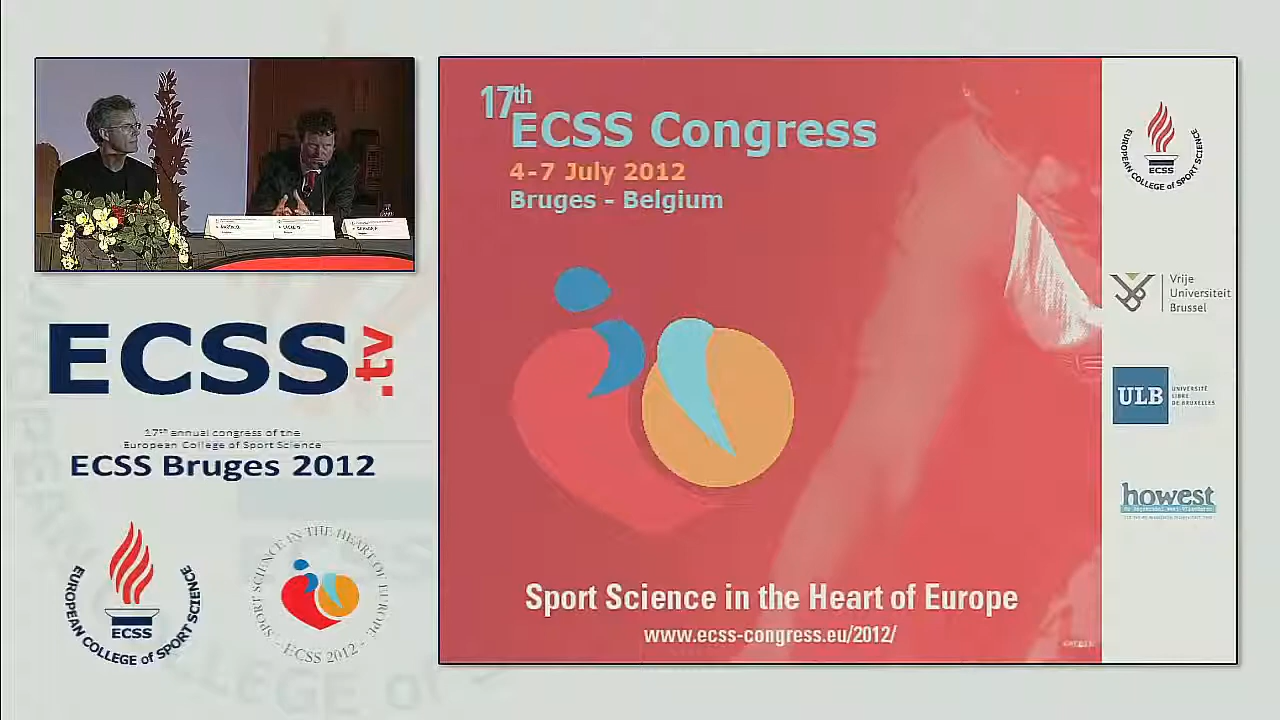 17th
ECSS Congress
4-7 July 2012
Bruges - Belgium
Sport Science in the Heart of Europe
www.ecss-congress.eu/2012/
EUROPEAN COLLEGE of SPORT SCIENCE
ECSS
Vrije
Universiteit
Brussel
ULB
UNIVERSITÉ
LIBRE
DE BRUXELLES
howest
ECSS.tv
17th annual congress of the
European College of Sport Science
ECSS Bruges 2012
EUROPEAN COLLEGE of SPORT SCIENCE
ECSS
SPORT SCIENCE IN THE HEART OF EUROPE
- ECSS 2012 -